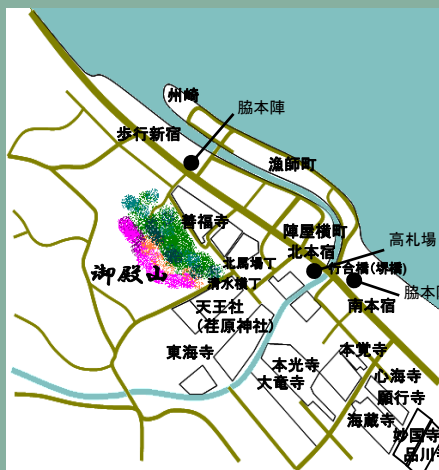 州崎
脇本陣
歩行新宿
漁師町
善福寺
陣屋横町
高札場
北本宿
北馬場丁
竹合橋(堺橋)
御殿山
清水横丁
脇本
南本宿
天王社
(荏原神社)
東海寺
本覚寺
本光寺
心海寺
大竜寺
願行寺
海蔵寺
妙国寺
品川